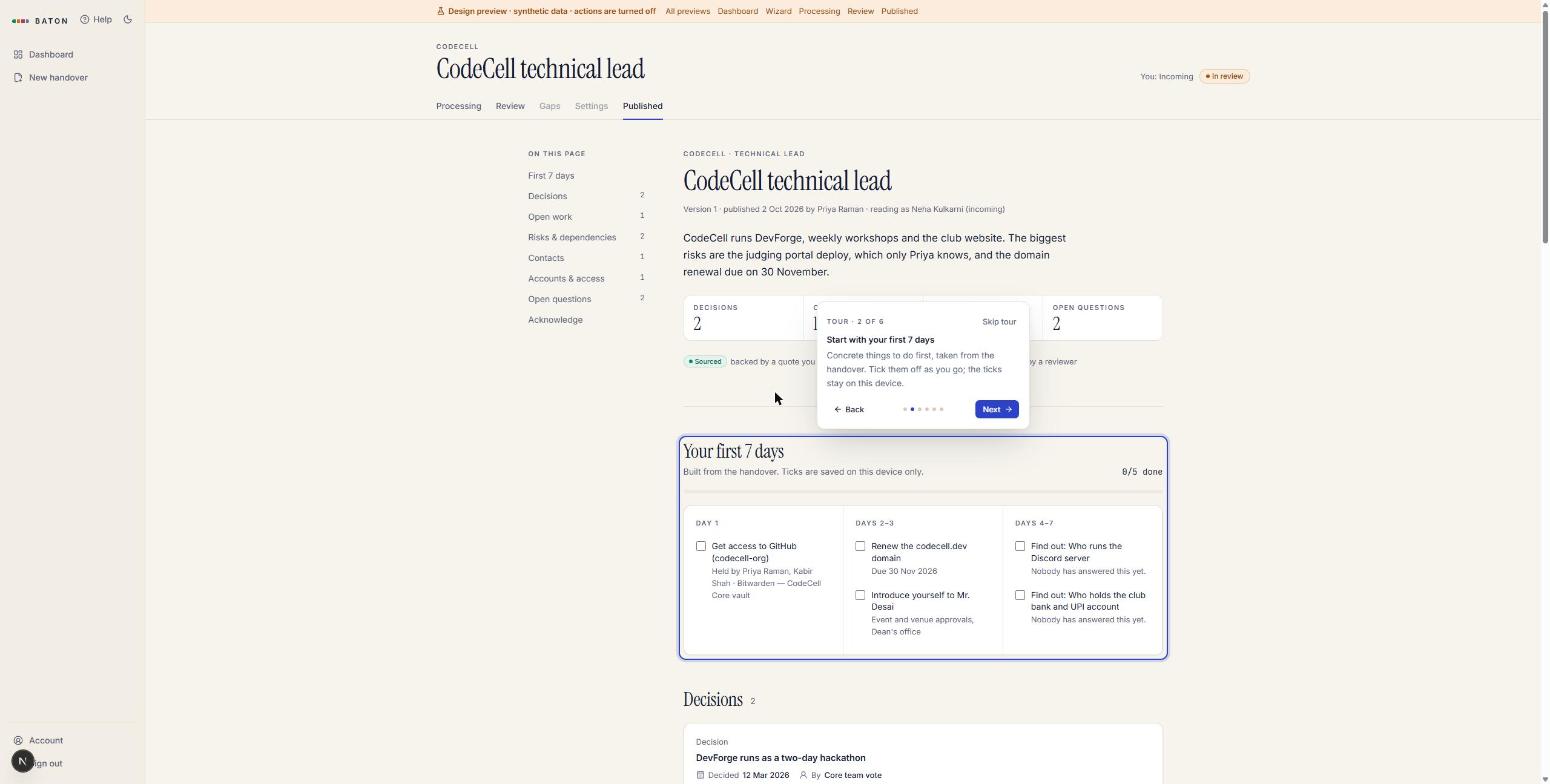 BATON
Help
Dashboard
New handover
Account
ign out
N
Design preview · synthetic data · actions are turned off All previews Dashboard Wizard Processing Review Published
CODECELL
CodeCell technical lead
You: Incoming In review
Processing Review Gaps Settings Published
ON THIS PAGE
First 7 days
Decisions 2
Open work 1
Risks & dependencies 2
Contacts 1
Accounts & access 1
Open questions 2
Acknowledge
CODECELL · TECHNICAL LEAD
CodeCell technical lead
Version 1 · published 2 Oct 2026 by Priya Raman · reading as Neha Kulkarni (incoming)
CodeCell runs DevForge, weekly workshops and the club website. The biggest
risks are the judging portal deploy, which only Priya knows, and the domain
renewal due on 30 November.
DECISIONS
2
OPEN QUESTIONS
2
Sourced backed by a quote you
by a reviewer
TOUR · 2 OF 6 Skip tour
Start with your first 7 days
Concrete things to do first, taken from the
handover. Tick them off as you go; the ticks
stay on this device.
Back Next
Your first 7 days
Built from the handover. Ticks are saved on this device only. 0/5 done
DAY 1
Get access to GitHub
(codecell-org)
Held by Priya Raman, Kabir
Shah · Bitwarden — CodeCell
Core vault
DAYS 2–3
Renew the codecell.dev
domain
Due 30 Nov 2026
Introduce yourself to Mr.
Desai
Event and venue approvals,
Dean's office
DAYS 4–7
Find out: Who runs the
Discord server
Nobody has answered this yet.
Find out: Who holds the club
bank and UPI account
Nobody has answered this yet.
Decisions 2
Decision
DevForge runs as a two-day hackathon
Decided 12 Mar 2026 By Core team vote